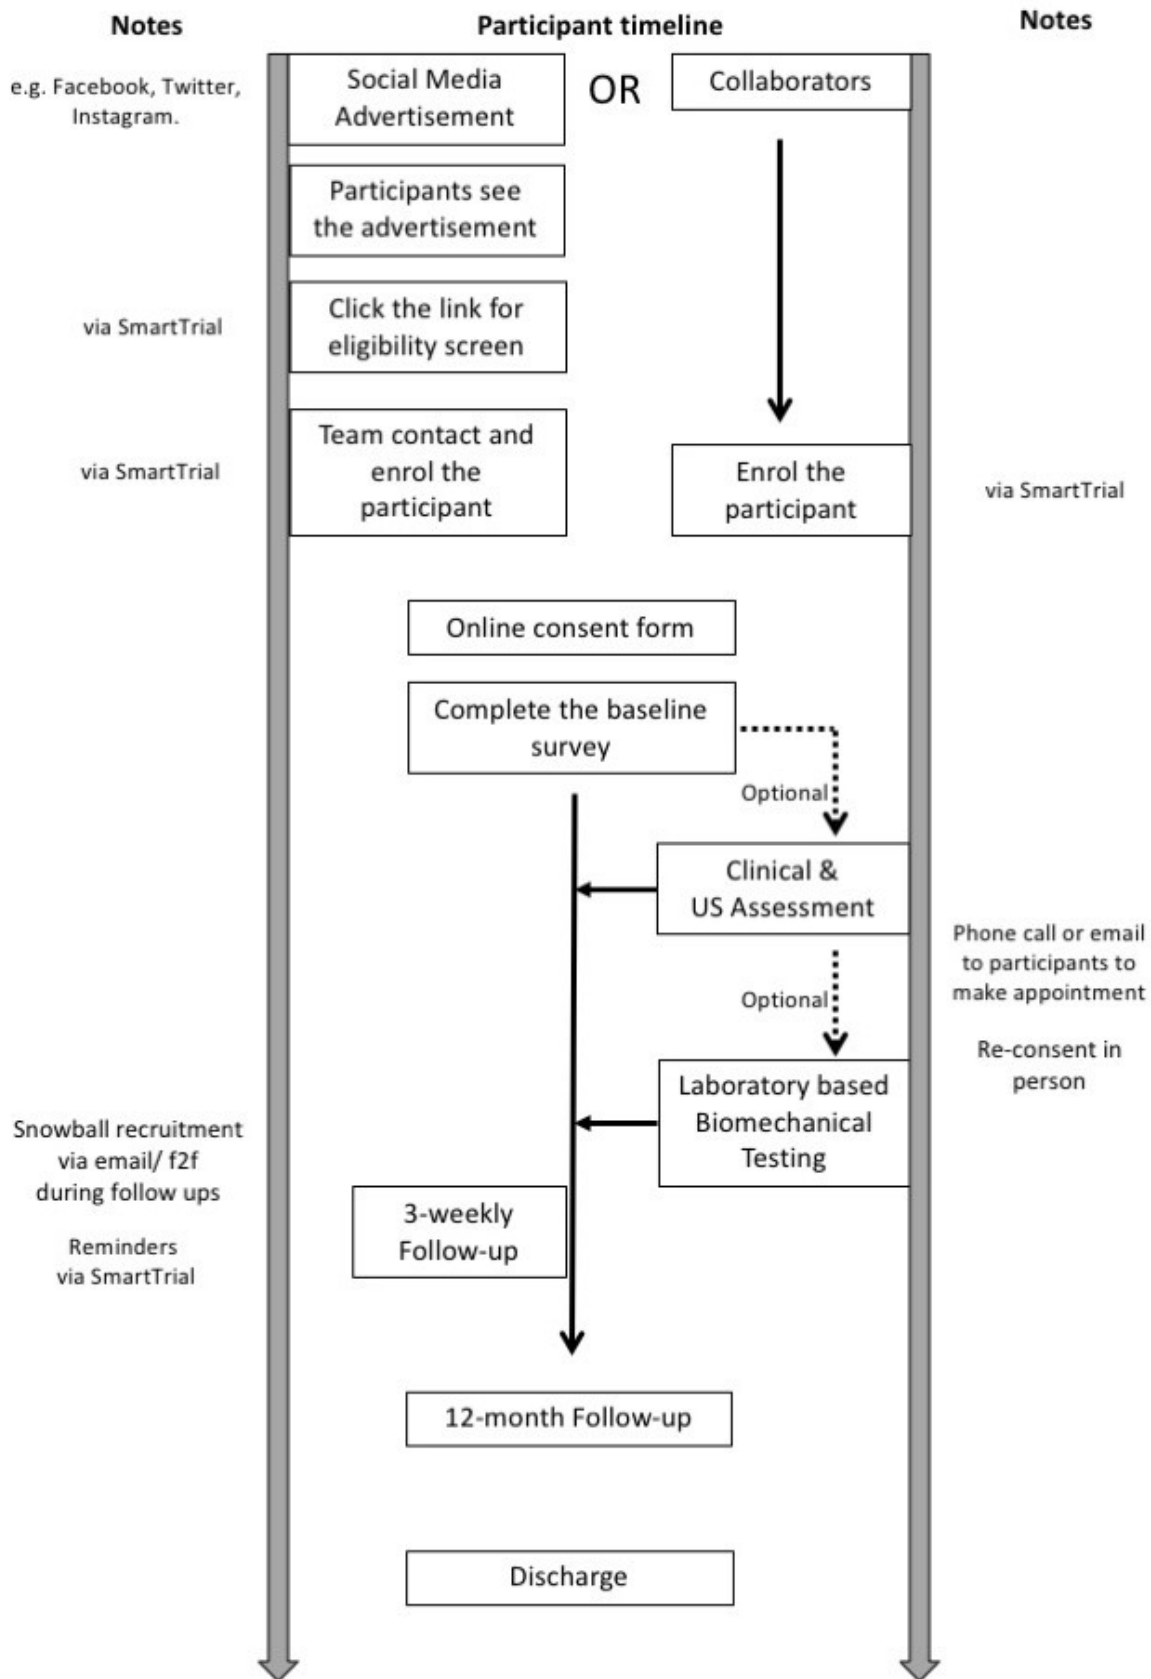 Notes
Participant timeline
Notes
e.g. Facebook, Twitter,
Instagram.
Social Media
Advertisement
OR
Collaborators
Participants see
the advertisement
via SmartTrial
Click the link for
eligibility screen
via SmartTrial
Team contact and
enrol the
participant
Enrol the
participant
via SmartTrial
Online consent form
Complete the baseline
survey
Optional
Clinical &
US Assessment
Phone call or email
to participants to
make appointment
Optional
Re-consent in
person
Laboratory based
Biomechanical
Testing
Snowball recruitment
via email/ f2f
during follow ups
3-weekly
Follow-up
Reminders
via SmartTrial
12-month Follow-up
Discharge